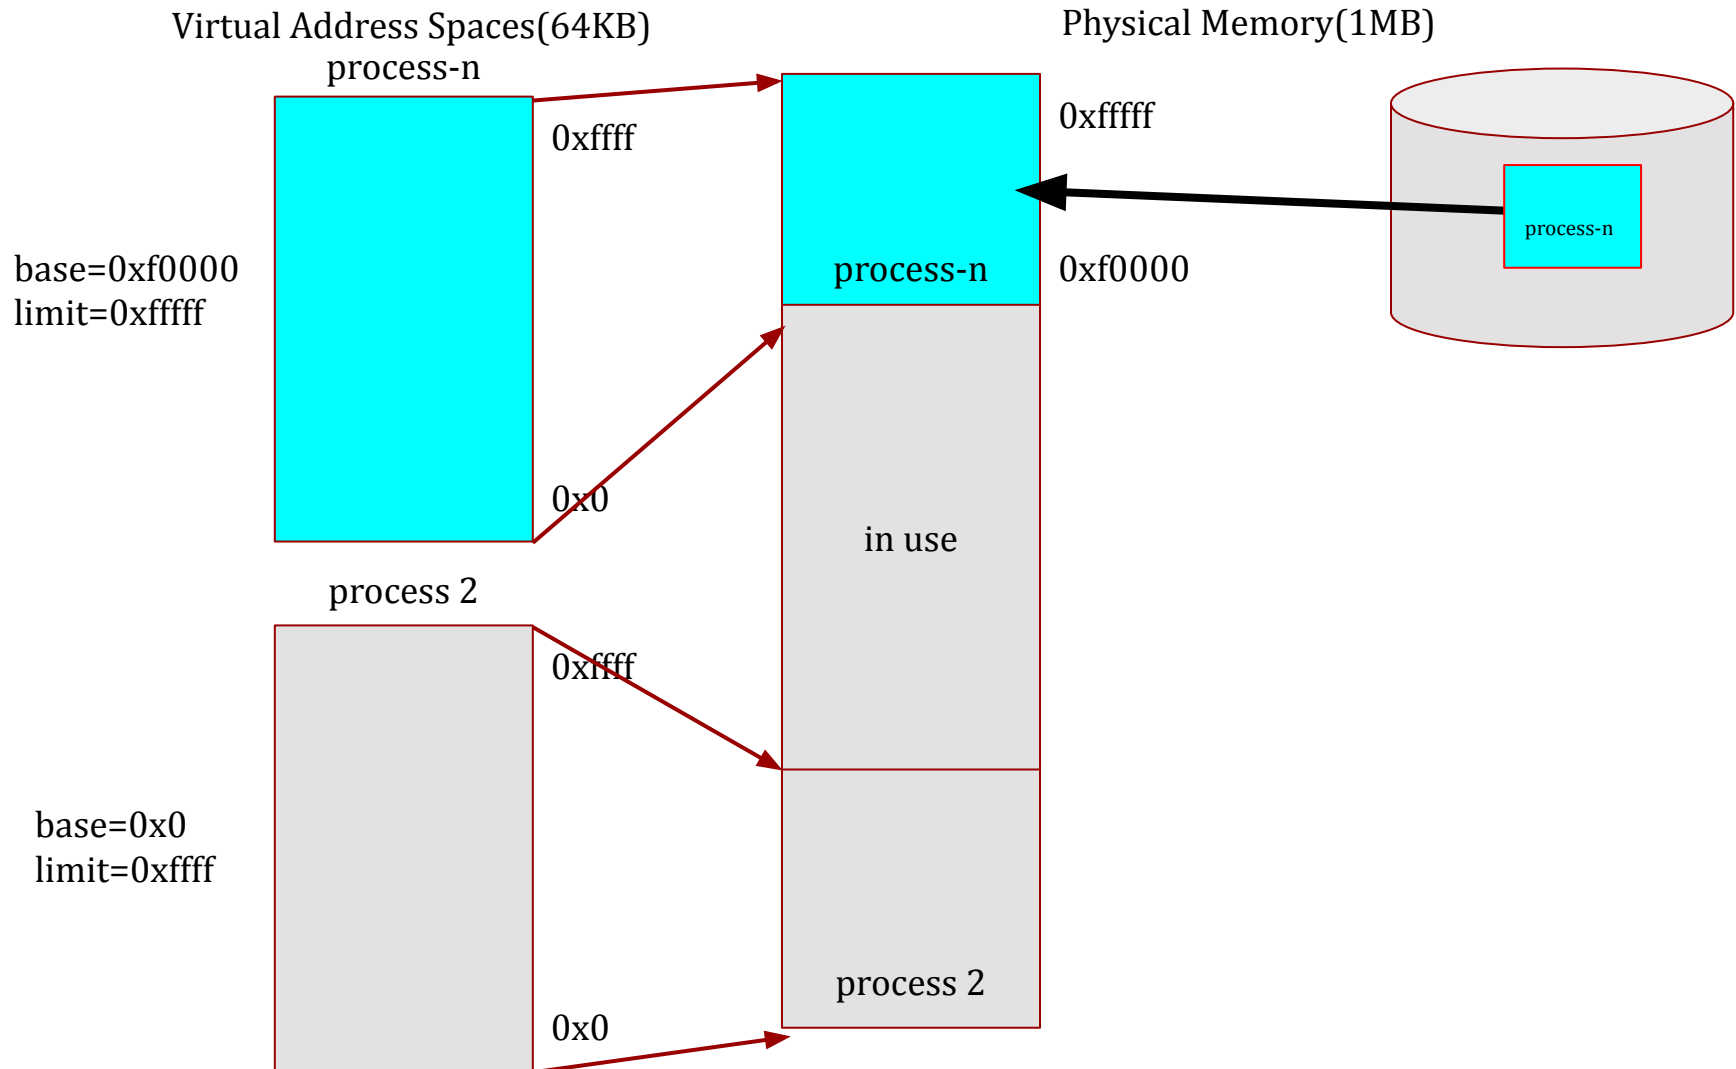 Virtual Address Spaces(64KB)
Physical Memory(1MB)
process-n
0xffff
0xfffff
process-n
base=0xf0000
limit=0xfffff
process-n
0xf0000
0x0
in use
process 2
0xffff
base=0x0
limit=0xffff
process 2
0x0